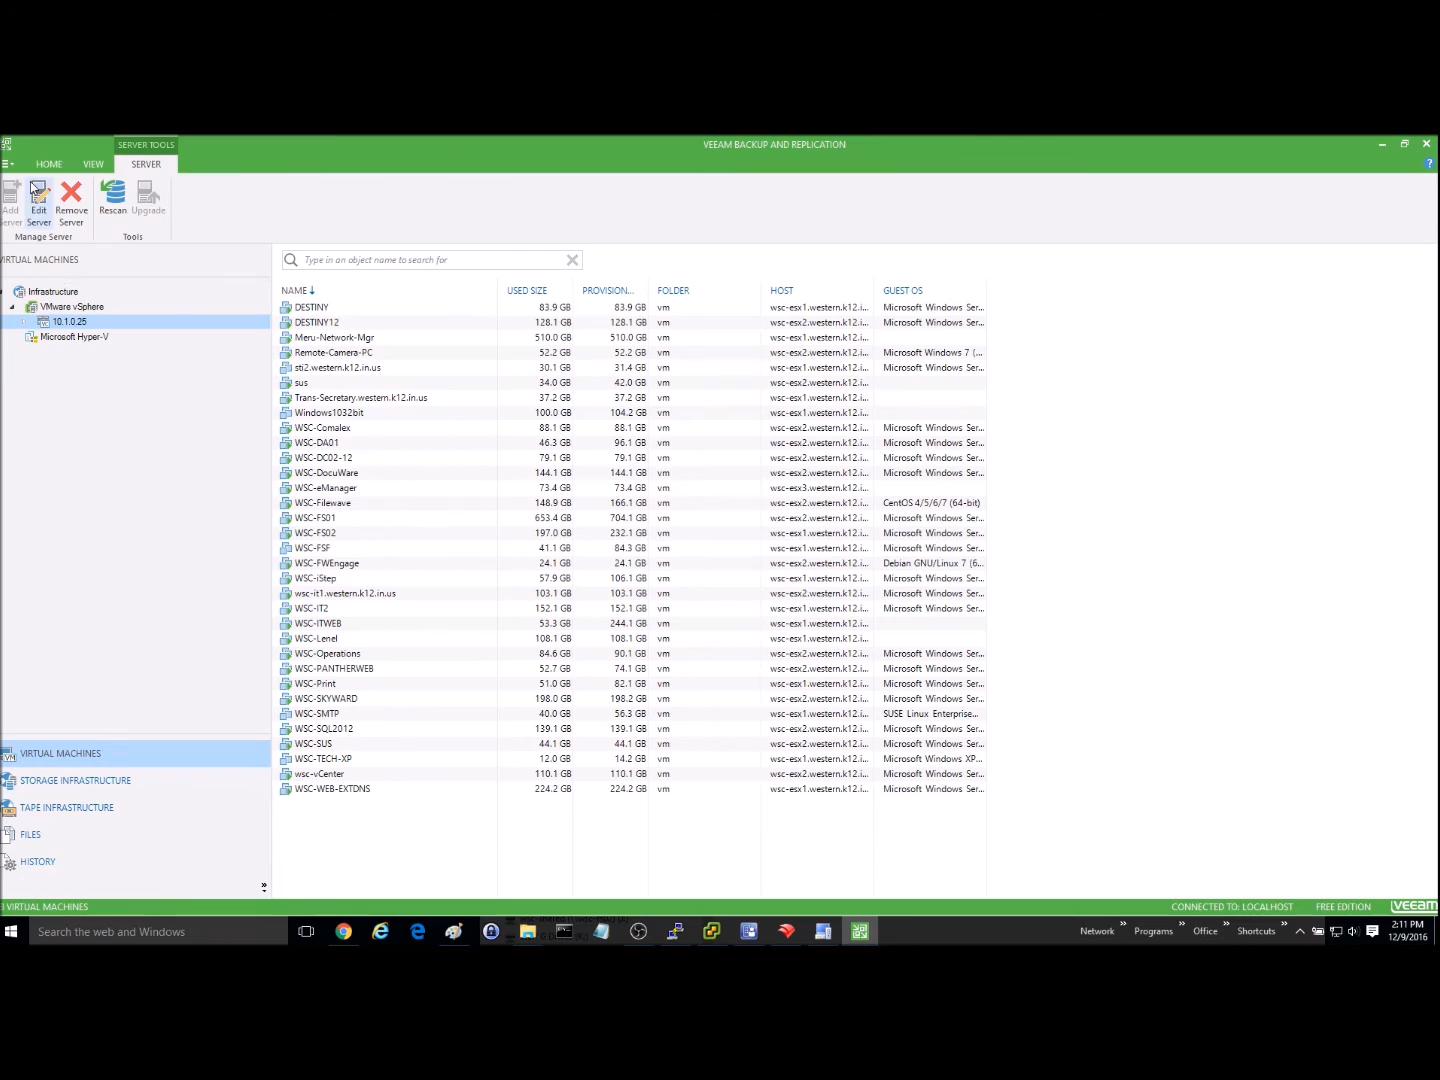 SERVER TOOLS
VEEAM BACKUP AND REPLICATION
HOME VIEW SERVER
Edit Server
Remove Server
Rescan Upgrade
Manage Server Tools
Type in an object name to search for
Infrastructure
VMware vSphere
10.1.0.25
Microsoft Hyper-V
NAME USED SIZE PROVISION... FOLDER HOST GUEST OS
DESTINY 83.9 GB 83.9 GB vm wsc-esx1.western.k12.i... Microsoft Windows Ser...
DESTINY12 128.1 GB 128.1 GB vm wsc-esx2.western.k12.i... Microsoft Windows Ser...
Meru-Network-Mgr 510.0 GB 510.0 GB vm wsc-esx1.western.k12.i...
Remote-Camera-PC 52.2 GB 52.2 GB vm wsc-esx2.western.k12.i... Microsoft Windows 7 (...
sti2.western.k12.in.us 30.1 GB 31.4 GB vm wsc-esx1.western.k12.i... Microsoft Windows Ser...
sus 34.0 GB 42.0 GB vm wsc-esx2.western.k12.i...
Trans-Secretary.western.k12.in.us 37.2 GB 37.2 GB vm wsc-esx1.western.k12.i...
Windows1032bit 100.0 GB 104.2 GB vm wsc-esx1.western.k12.i...
WSC-Comalex 88.1 GB 88.1 GB vm wsc-esx2.western.k12.i... Microsoft Windows Ser...
WSC-DA01 46.3 GB 96.1 GB vm wsc-esx1.western.k12.i... Microsoft Windows Ser...
WSC-DC02-12 79.1 GB 79.1 GB vm wsc-esx2.western.k12.i... Microsoft Windows Ser...
WSC-DocuWare 144.1 GB 144.1 GB vm wsc-esx2.western.k12.i... Microsoft Windows Ser...
WSC-eManager 73.4 GB 73.4 GB vm wsc-esx3.western.k12.i...
WSC-Filewave 148.9 GB 166.1 GB vm wsc-esx2.western.k12.i... CentOS 4/5/6/7 (64-bit)
WSC-FS01 653.4 GB 704.1 GB vm wsc-esx2.western.k12.i... Microsoft Windows Ser...
WSC-FS02 197.0 GB 232.1 GB vm wsc-esx1.western.k12.i... Microsoft Windows Ser...
WSC-FSF 41.1 GB 84.3 GB vm wsc-esx1.western.k12.i... Microsoft Windows Ser...
WSC-FWEngage 24.1 GB 24.1 GB vm wsc-esx2.western.k12.i... Debian GNU/Linux 7 (6...
WSC-iStep 57.9 GB 106.1 GB vm wsc-esx1.western.k12.i... Microsoft Windows Ser...
wsc-it1.western.k12.in.us 103.1 GB 103.1 GB vm wsc-esx2.western.k12.i... Microsoft Windows Ser...
WSC-IT2 152.1 GB 152.1 GB vm wsc-esx1.western.k12.i... Microsoft Windows Ser...
WSC-ITWEB 53.3 GB 244.1 GB vm wsc-esx1.western.k12.i...
WSC-Lenel 108.1 GB 108.1 GB vm wsc-esx1.western.k12.i...
WSC-Operations 84.6 GB 90.1 GB vm wsc-esx2.western.k12.i... Microsoft Windows Ser...
WSC-PANTHERWEB 52.7 GB 74.1 GB vm wsc-esx1.western.k12.i... Microsoft Windows Ser...
WSC-Print 51.0 GB 82.1 GB vm wsc-esx1.western.k12.i... Microsoft Windows Ser...
WSC-SKYWARD 198.0 GB 198.2 GB vm wsc-esx2.western.k12.i... Microsoft Windows Ser...
WSC-SMTP 40.0 GB 56.3 GB vm wsc-esx1.western.k12.i... SUSE Linux Enterprise...
WSC-SQL2012 139.1 GB 139.1 GB vm wsc-esx2.western.k12.i... Microsoft Windows Ser...
WSC-SUS 44.1 GB 44.1 GB vm wsc-esx1.western.k12.i... Microsoft Windows Ser...
WSC-TECH-XP 12.0 GB 14.2 GB vm wsc-esx1.western.k12.i... Microsoft Windows XP...
wsc-vCenter 110.1 GB 110.1 GB vm wsc-esx2.western.k12.i... Microsoft Windows Ser...
WSC-WEB-EXTDNS 224.2 GB 224.2 GB vm wsc-esx1.western.k12.i... Microsoft Windows Ser...
VIRTUAL MACHINES
STORAGE INFRASTRUCTURE
TAPE INFRASTRUCTURE
FILES
HISTORY
VIRTUAL MACHINES CONNECTED TO: LOCALHOST FREE EDITION veeam
Search the web and Windows
Network Programs Office Shortcuts
2:11 PM
12/9/2016